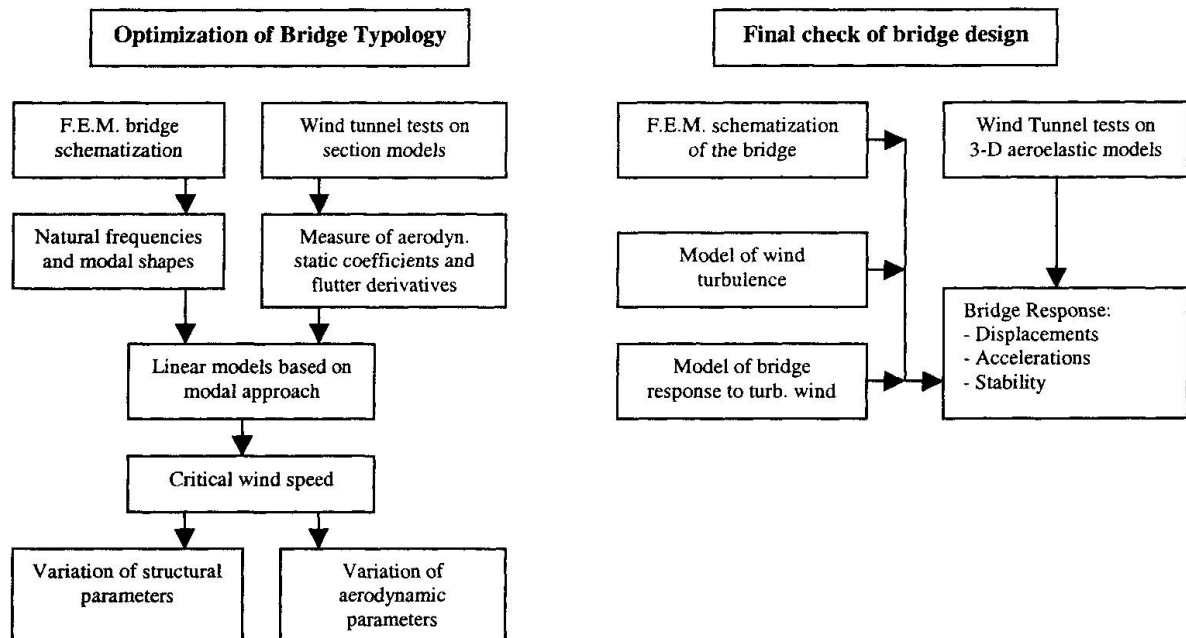 Optimization of Bridge Typology
F.E.M. bridge
schematization
Wind tunnel tests on
section models
Natural frequencies
and modal shapes
Measure of aerodyn.
static coefficients and
flutter derivatives
Linear models based on
modal approach
Critical wind speed
Variation of structural
parameters
Variation of
aerodynamic
parameters
Final check of bridge design
F.E.M. schematization
of the bridge
Wind Tunnel tests on
3-D aeroelastic models
Model of wind
turbulence
Model of bridge
response to turb. wind
Bridge Response:
- Displacements
- Accelerations
- Stability